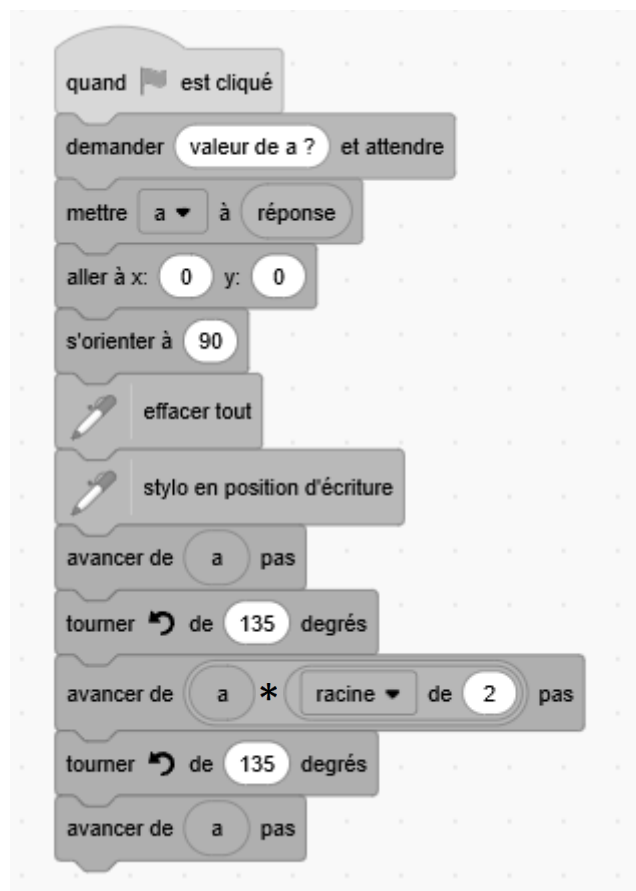 quand est cliqué
demander valeur de a ? et attendre
mettre a à réponse
aller à x: 0 y: 0
s'orienter à 90
effacer tout
stylo en position d'écriture
avancer de a pas
tourner de 135 degrés
avancer de a * racine de 2 pas
tourner de 135 degrés
avancer de a pas